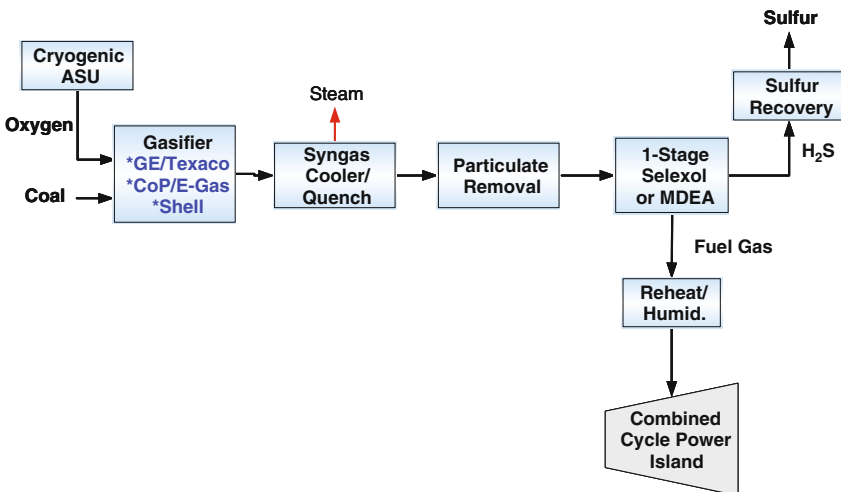 Cryogenic
ASU
Oxygen
Coal
Gasifier
*GE/Texaco
*CoP/E-Gas
*Shell
Steam
Syngas
Cooler/
Quench
Particulate
Removal
1-Stage
Selexol
or MDEA
H₂S
Sulfur
Recovery
Sulfur
Fuel Gas
Reheat/
Humid.
Combined
Cycle Power
Island